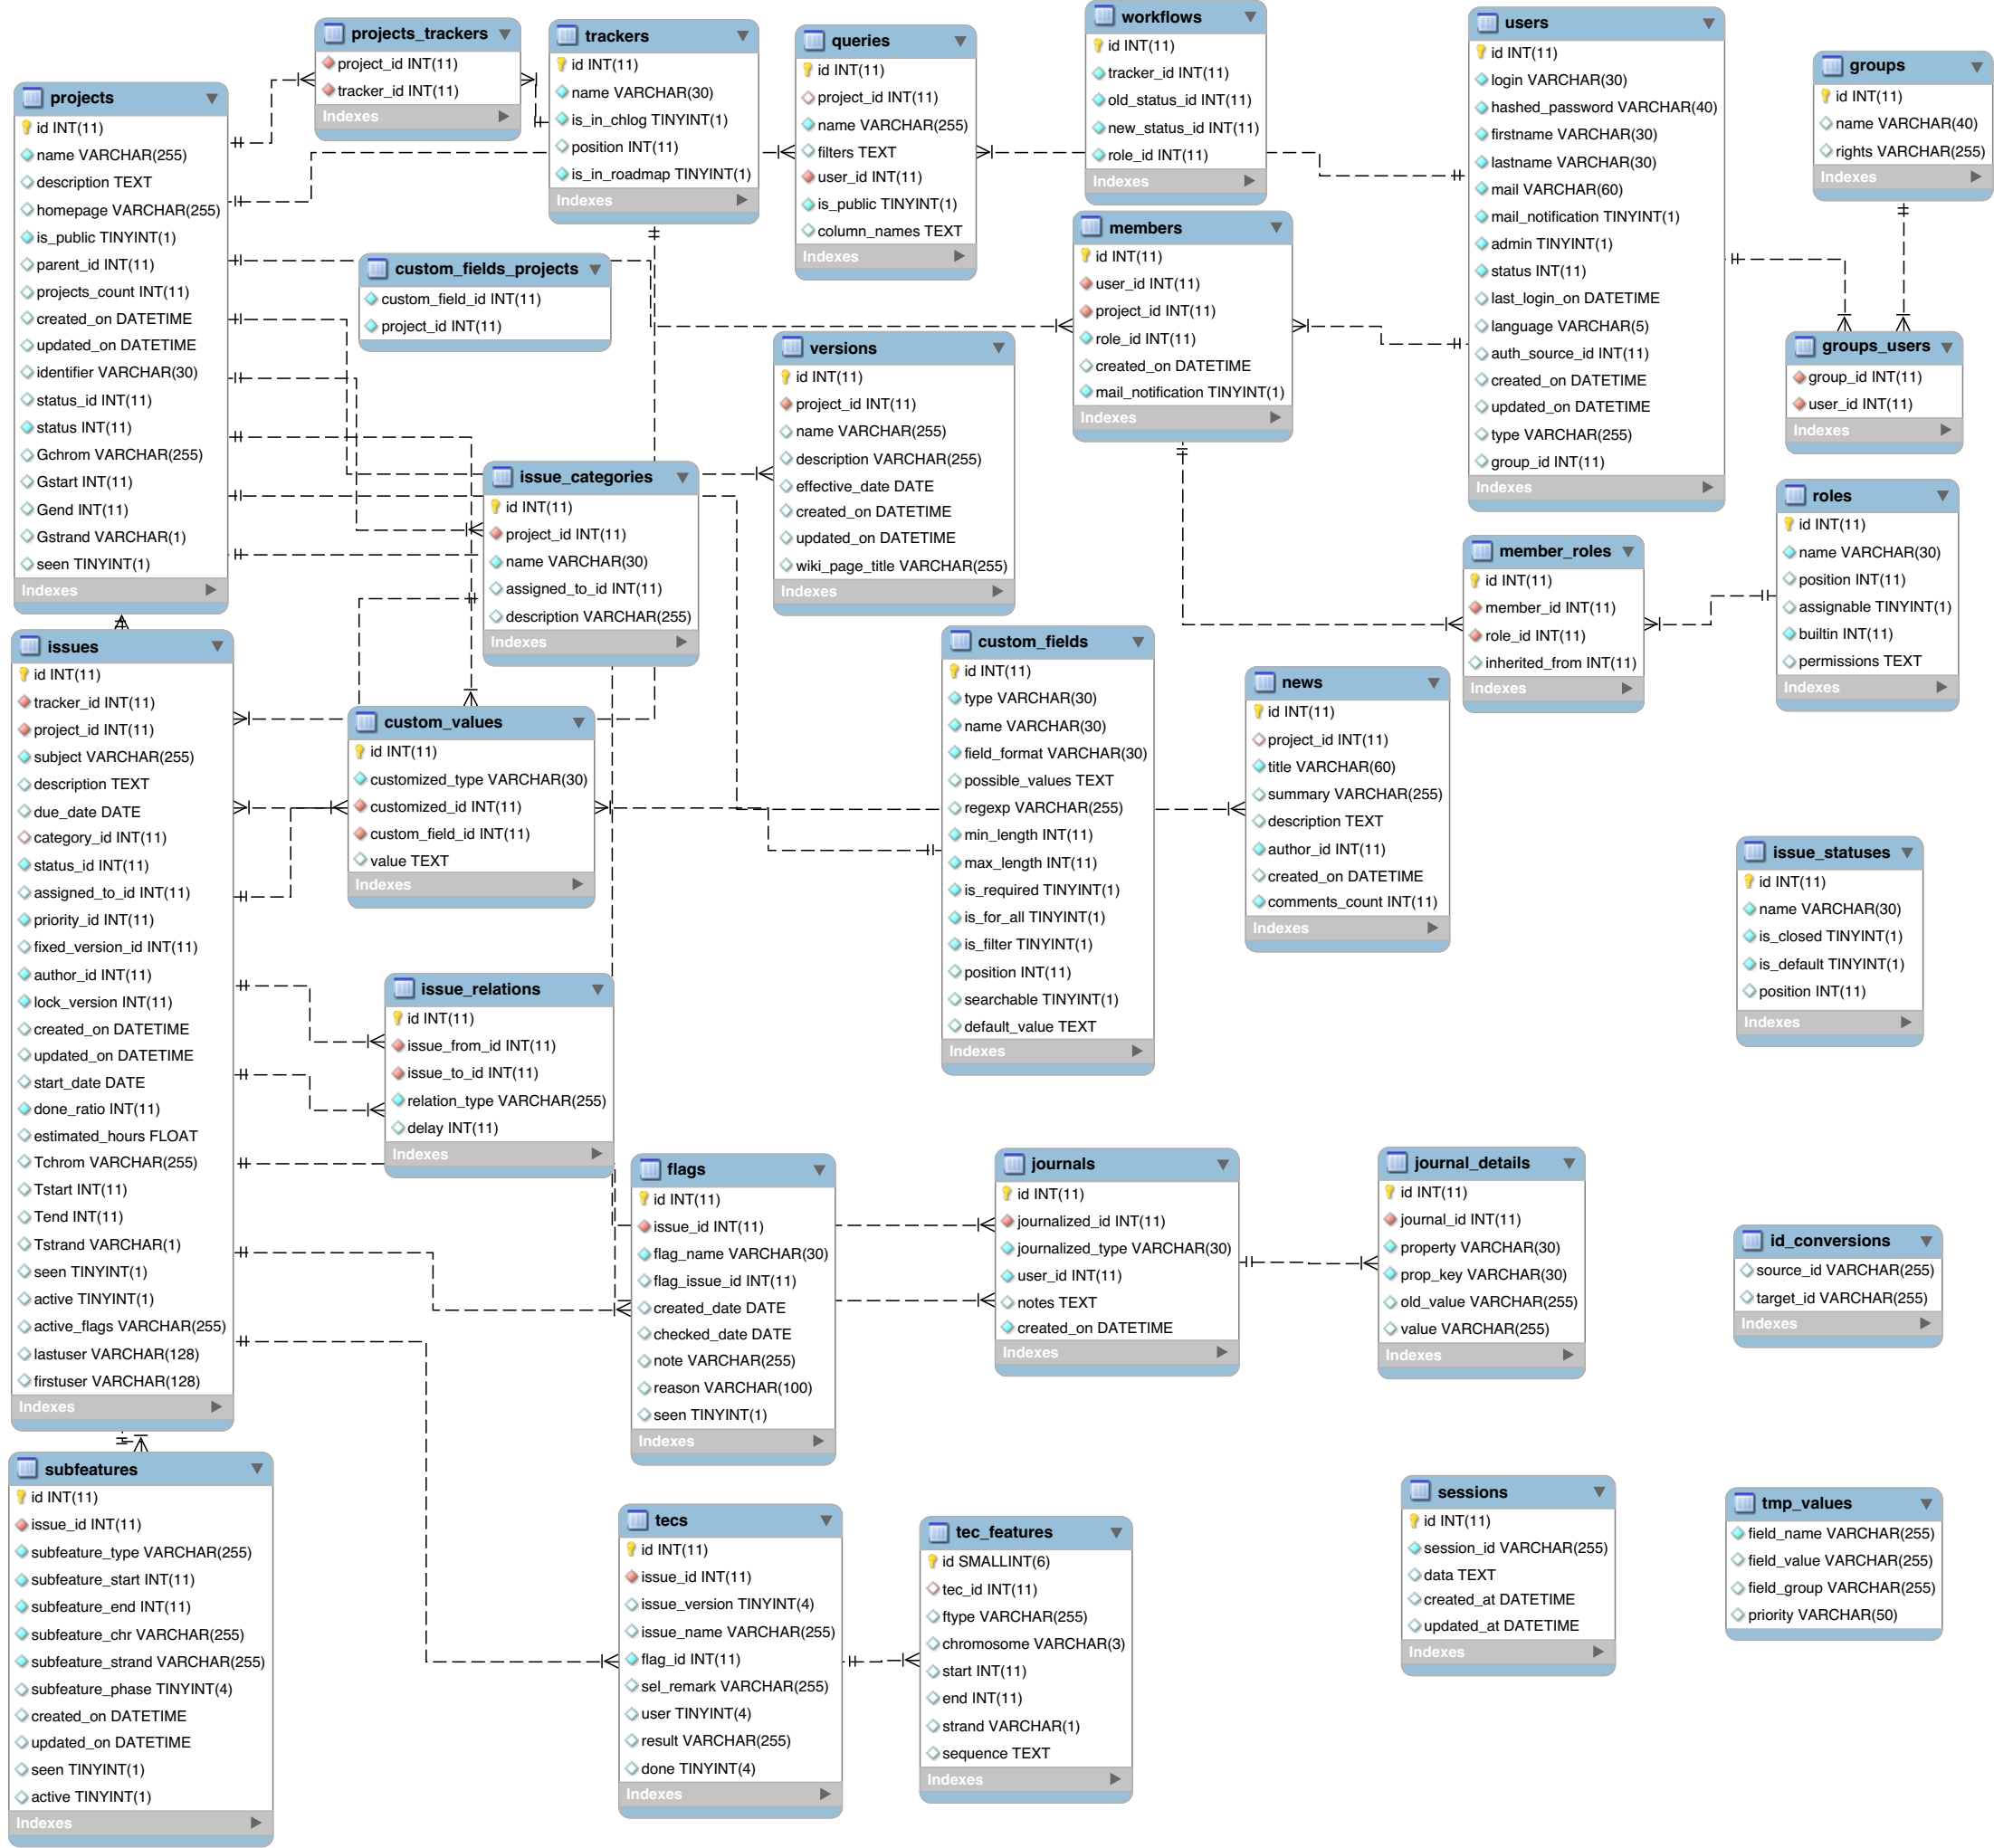 projects_trackers
project_id INT(11)
tracker_id INT(11)
Indexes
trackers
id INT(11)
name VARCHAR(30)
is_in_chlog TINYINT(1)
position INT(11)
is_in_roadmap TINYINT(1)
Indexes
queries
id INT(11)
project_id INT(11)
name VARCHAR(255)
filters TEXT
user_id INT(11)
is_public TINYINT(1)
column_names TEXT
Indexes
workflows
id INT(11)
tracker_id INT(11)
old_status_id INT(11)
new_status_id INT(11)
role_id INT(11)
Indexes
users
id INT(11)
login VARCHAR(30)
hashed_password VARCHAR(40)
firstname VARCHAR(30)
lastname VARCHAR(30)
mail VARCHAR(60)
mail_notification TINYINT(1)
admin TINYINT(1)
status INT(11)
last_login_on DATETIME
language VARCHAR(5)
auth_source_id INT(11)
created_on DATETIME
updated_on DATETIME
type VARCHAR(255)
group_id INT(11)
Indexes
groups
id INT(11)
name VARCHAR(40)
rights VARCHAR(255)
Indexes
projects
id INT(11)
name VARCHAR(255)
description TEXT
homepage VARCHAR(255)
is_public TINYINT(1)
parent_id INT(11)
projects_count INT(11)
created_on DATETIME
updated_on DATETIME
identifier VARCHAR(30)
status_id INT(11)
status INT(11)
Gchrom VARCHAR(255)
Gstart INT(11)
Gend INT(11)
Gstrand VARCHAR(1)
seen TINYINT(1)
Indexes
custom_fields_projects
custom_field_id INT(11)
project_id INT(11)
members
id INT(11)
user_id INT(11)
project_id INT(11)
role_id INT(11)
created_on DATETIME
mail_notification TINYINT(1)
Indexes
versions
id INT(11)
project_id INT(11)
name VARCHAR(255)
description VARCHAR(255)
effective_date DATE
created_on DATETIME
updated_on DATETIME
wiki_page_title VARCHAR(255)
Indexes
groups_users
group_id INT(11)
user_id INT(11)
Indexes
issue_categories
id INT(11)
project_id INT(11)
name VARCHAR(30)
assigned_to_id INT(11)
description VARCHAR(255)
Indexes
roles
id INT(11)
name VARCHAR(30)
position INT(11)
assignable TINYINT(1)
builtin INT(11)
permissions TEXT
Indexes
member_roles
id INT(11)
member_id INT(11)
role_id INT(11)
inherited_from INT(11)
Indexes
issues
id INT(11)
tracker_id INT(11)
project_id INT(11)
subject VARCHAR(255)
description TEXT
due_date DATE
category_id INT(11)
status_id INT(11)
assigned_to_id INT(11)
priority_id INT(11)
fixed_version_id INT(11)
author_id INT(11)
lock_version INT(11)
created_on DATETIME
updated_on DATETIME
start_date DATE
done_ratio INT(11)
estimated_hours FLOAT
Tchrom VARCHAR(255)
Tstart INT(11)
Tend INT(11)
Tstrand VARCHAR(1)
seen TINYINT(1)
active TINYINT(1)
active_flags VARCHAR(255)
lastuser VARCHAR(128)
firstuser VARCHAR(128)
Indexes
custom_values
id INT(11)
customized_type VARCHAR(30)
customized_id INT(11)
custom_field_id INT(11)
value TEXT
Indexes
custom_fields
id INT(11)
type VARCHAR(30)
name VARCHAR(30)
field_format VARCHAR(30)
possible_values TEXT
regexp VARCHAR(255)
min_length INT(11)
max_length INT(11)
is_required TINYINT(1)
is_for_all TINYINT(1)
is_filter TINYINT(1)
position INT(11)
searchable TINYINT(1)
default_value TEXT
Indexes
news
id INT(11)
project_id INT(11)
title VARCHAR(60)
summary VARCHAR(255)
description TEXT
author_id INT(11)
created_on DATETIME
comments_count INT(11)
Indexes
issue_statuses
id INT(11)
name VARCHAR(30)
is_closed TINYINT(1)
is_default TINYINT(1)
position INT(11)
Indexes
issue_relations
id INT(11)
issue_from_id INT(11)
issue_to_id INT(11)
relation_type VARCHAR(255)
delay INT(11)
Indexes
flags
id INT(11)
issue_id INT(11)
flag_name VARCHAR(30)
flag_issue_id INT(11)
created_date DATE
checked_date DATE
note VARCHAR(255)
reason VARCHAR(100)
seen TINYINT(1)
Indexes
journals
id INT(11)
journalized_id INT(11)
journalized_type VARCHAR(30)
user_id INT(11)
notes TEXT
created_on DATETIME
Indexes
journal_details
id INT(11)
journal_id INT(11)
property VARCHAR(30)
prop_key VARCHAR(30)
old_value VARCHAR(255)
value VARCHAR(255)
Indexes
id_conversions
source_id VARCHAR(255)
target_id VARCHAR(255)
Indexes
subfeatures
id INT(11)
issue_id INT(11)
subfeature_type VARCHAR(255)
subfeature_start INT(11)
subfeature_end INT(11)
subfeature_chr VARCHAR(255)
subfeature_strand VARCHAR(255)
subfeature_phase TINYINT(4)
created_on DATETIME
updated_on DATETIME
seen TINYINT(1)
active TINYINT(1)
Indexes
tecs
id INT(11)
issue_id INT(11)
issue_version TINYINT(4)
issue_name VARCHAR(255)
flag_id INT(11)
sel_remark VARCHAR(255)
user TINYINT(4)
result VARCHAR(255)
done TINYINT(4)
Indexes
tec_features
id SMALLINT(6)
tec_id INT(11)
ftype VARCHAR(255)
chromosome VARCHAR(3)
start INT(11)
end INT(11)
strand VARCHAR(1)
sequence TEXT
Indexes
sessions
id INT(11)
session_id VARCHAR(255)
data TEXT
created_at DATETIME
updated_at DATETIME
Indexes
tmp_values
field_name VARCHAR(255)
field_value VARCHAR(255)
field_group VARCHAR(255)
priority VARCHAR(50)